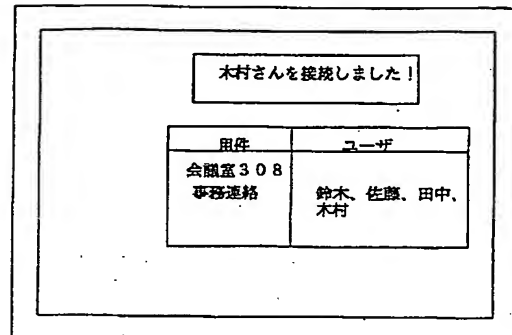 木村さんを接続しました！
用件 ユーザ
会議室３０８
事務連絡 鈴木、佐藤、田中、
木村